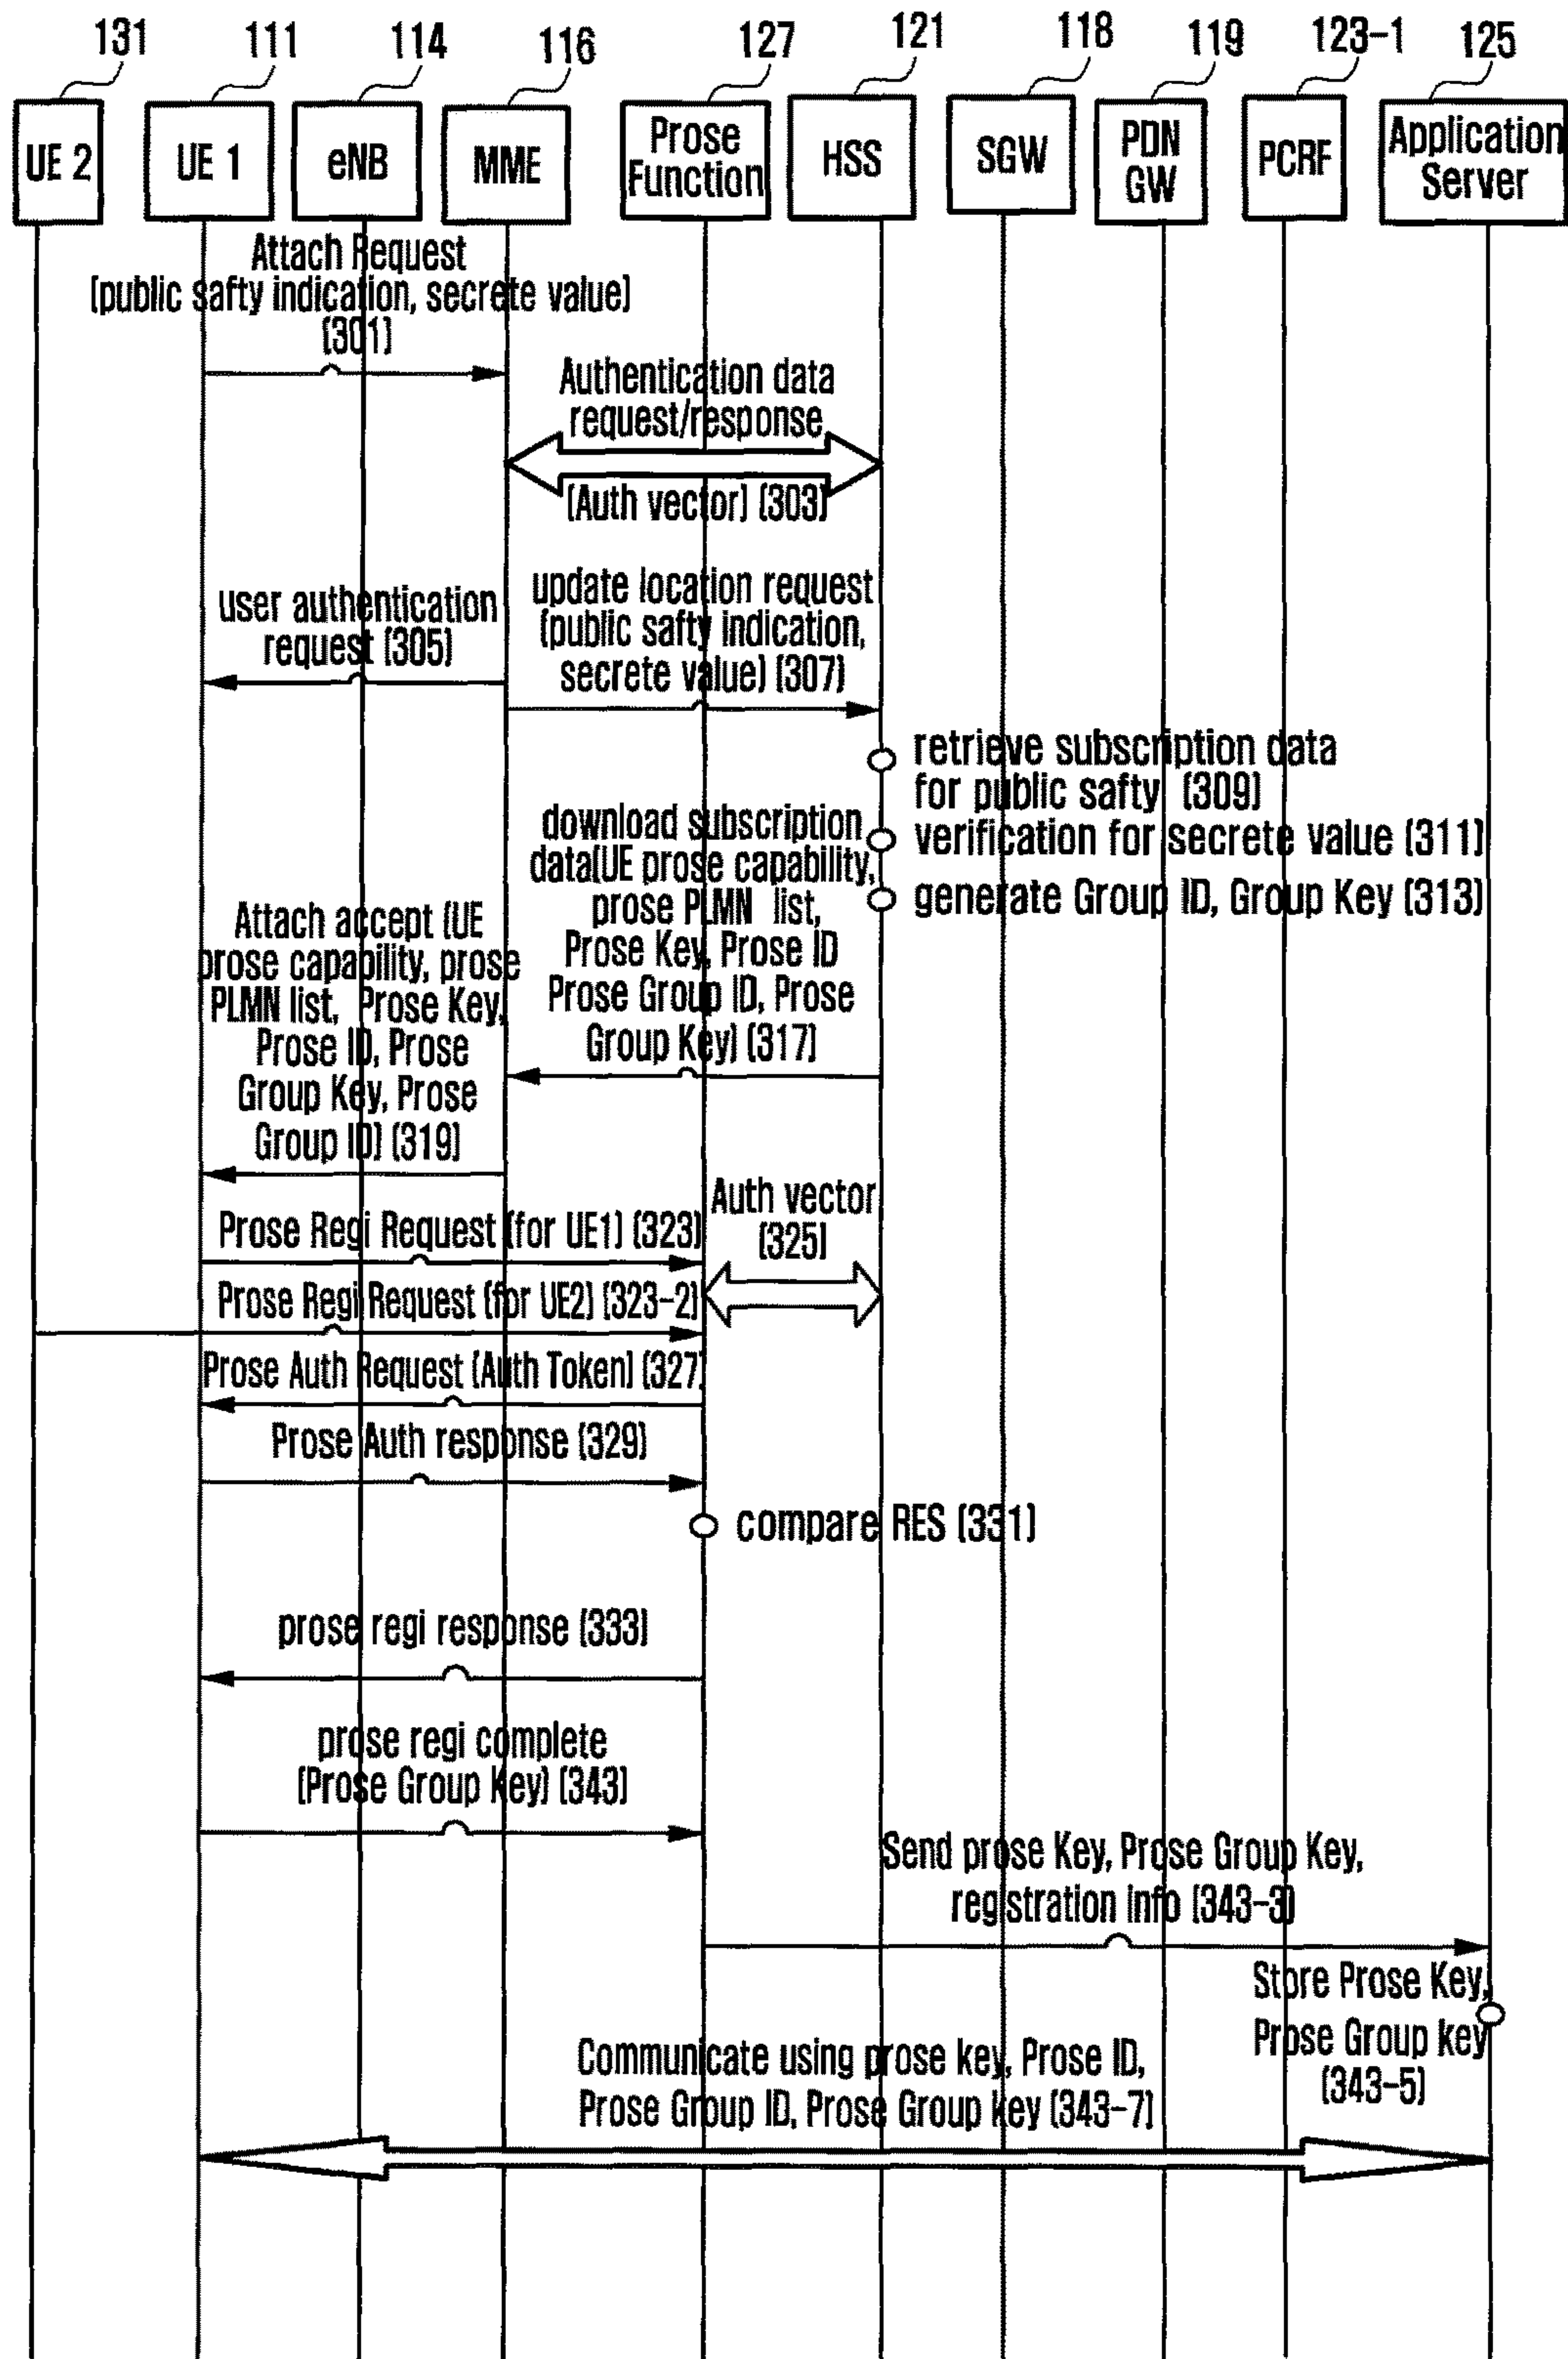 131 111 114 116 127 121 118 119 123-1 125
UE 2
UE 1
eNB
MME
Prose
Function
HSS
SGW
PDN
GW
PCRF
Application
Server
Attach Request
(public safty indication, secrete value)
(301)
Authentication data
request/response
(Auth vector) (303)
user authentication
request (305)
update location request
(public safty indication,
secrete value) (307)
retrieve subscription data
for public safty (309)
verification for secrete value (311)
generate Group ID, Group Key (313)
download subscription
data(UE prose capability,
prose PLMN list,
Prose Key, Prose ID
Prose Group ID, Prose
Group Key) (317)
Attach accept (UE
prose capability, prose
PLMN list, Prose Key,
Prose ID, Prose
Group Key, Prose
Group ID) (319)
Auth vector
(325)
Prose Regi Request (for UE1) (323)
Prose Regi Request (for UE2) (323-2)
Prose Auth Request (Auth Token) (327)
Prose Auth response (329)
compare RES (331)
prose regi response (333)
prose regi complete
(Prose Group Key) (343)
Send prose Key, Prose Group Key,
registration info (343-3)
Store Prose Key,
Prose Group key
(343-5)
Communicate using prose key, Prose ID,
Prose Group ID, Prose Group key (343-7)